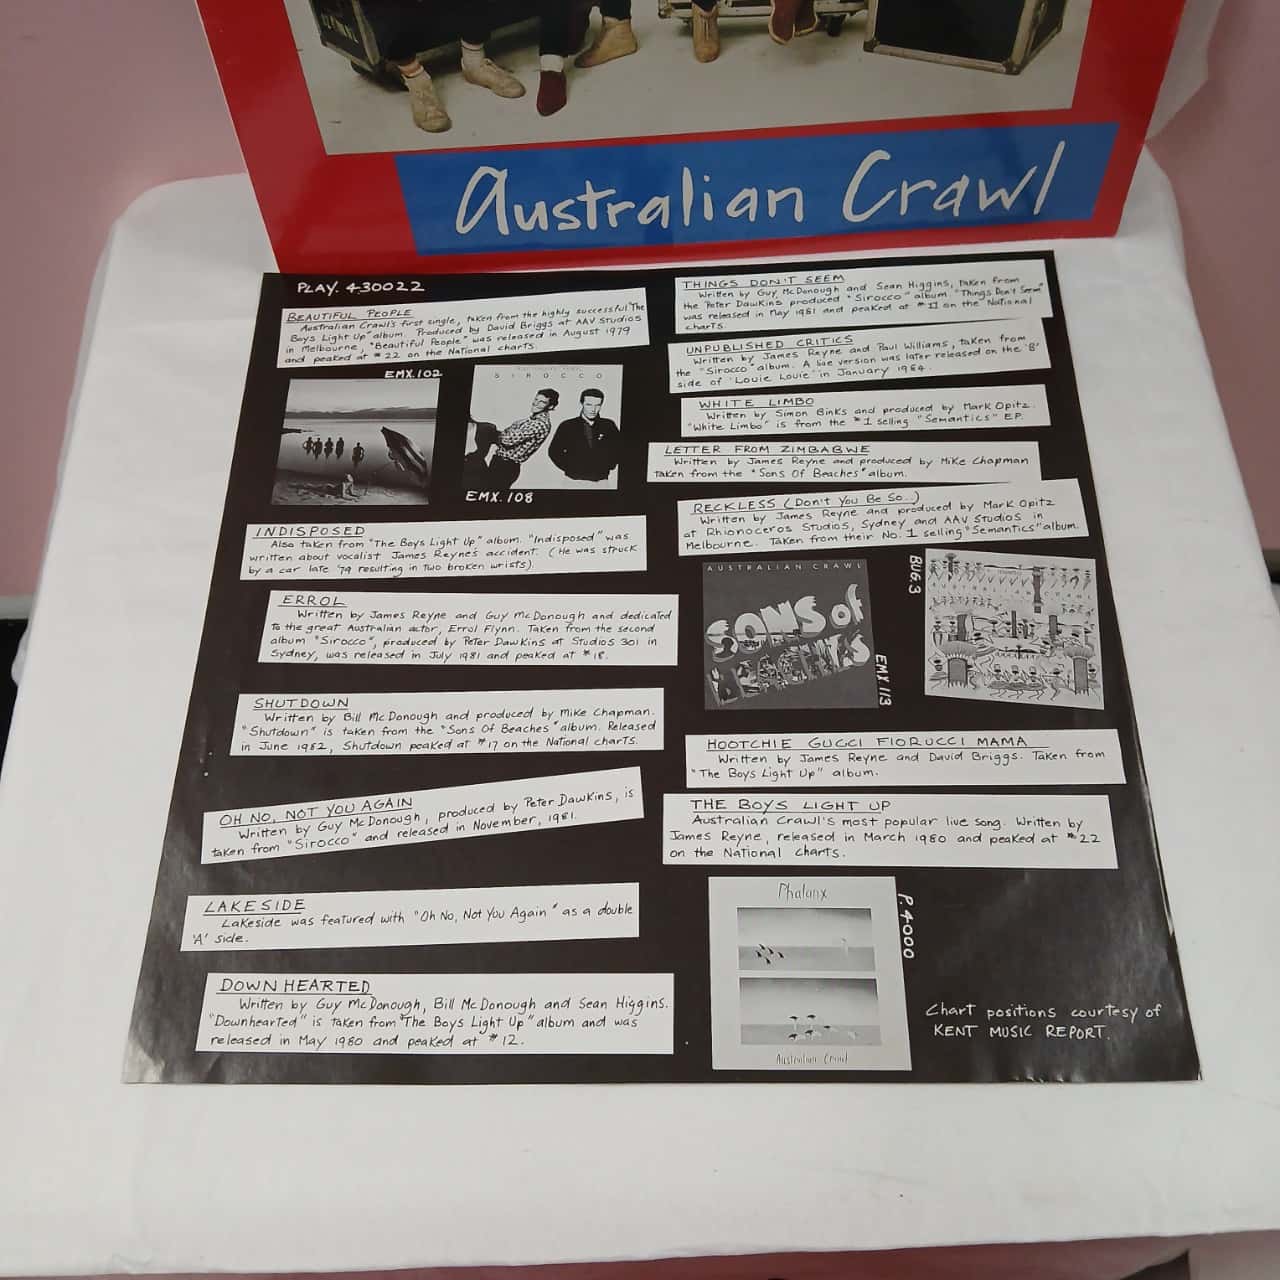 Australian Crawl
PLAY. 430022
BEAUTIFUL PEOPLE
Australian Crawl's first single, taken from the highly successful "The
Boys Light Up" album. Produced by David Briggs at AAV Studios
in Melbourne, "Beautiful People" was released in August 1979
and peaked at #22 on the National charts.
EMX.102
SIROCCO
EMX.108
INDISPOSED
Also taken from "The Boys Light Up" album. "Indisposed" was
written about vocalist James Reyne's accident. (He was struck
by a car late '79 resulting in two broken wrists).
ERROL
Written by James Reyne and Guy McDonough and dedicated
to the great Australian actor, Errol Flynn. Taken from the second
album "Sirocco", produced by Peter Dawkins at Studios 301 in
Sydney, was released in July 1981 and peaked at #18.
SHUTDOWN
Written by Bill McDonough and produced by Mike Chapman.
"Shutdown" is taken from the "Sons Of Beaches" album. Released
in June 1982, Shutdown peaked at #17 on the National charts.
OH NO, NOT YOU AGAIN
Written by Guy McDonough, produced by Peter Dawkins, is
taken from "Sirocco" and released in November, 1981.
LAKESIDE
Lakeside was featured with "Oh No, Not You Again" as a double
'A' side.
DOWNHEARTED
Written by Guy McDonough, Bill McDonough and Sean Higgins.
"Downhearted" is taken from "The Boys Light Up" album and was
released in May 1980 and peaked at #12.
THINGS DON'T SEEM
Written by Guy McDonough and Sean Higgins, taken from
the Peter Dawkins produced "Sirocco" album "Things Don't Seem"
was released in May 1981 and peaked at #11 on the National
charts.
UNPUBLISHED CRITICS
Written by James Reyne and Paul Williams, taken from
the "Sirocco" album. A live version was later released on the 'B'
side of 'Louie Louie' in January 1984.
WHITE LIMBO
Written by Simon Binks and produced by Mark Opitz.
"White Limbo" is from the #1 selling "Semantics" E.P.
LETTER FROM ZIMBABWE
Written by James Reyne and produced by Mike Chapman
taken from the "Sons Of Beaches" album.
RECKLESS (Don't You Be So..)
Written by James Reyne and produced by Mark Opitz
at Rhionoceros Studios, Sydney and AAV Studios in
Melbourne. Taken from their No. 1 selling "Semantics" album.
AUSTRALIAN CRAWL
SONS of
BEACHES
EMX 113
BUG.3
HOOTCHIE GUCCI FIORUCCI MAMA
Written by James Reyne and David Briggs. Taken from
"The Boys Light Up" album.
THE BOYS LIGHT UP
Australian Crawl's most popular live song. Written by
James Reyne, released in March 1980 and peaked at #22
on the National charts.
Phalanx
Australian Crawl
P.4000
Chart positions courtesy of
KENT MUSIC REPORT.